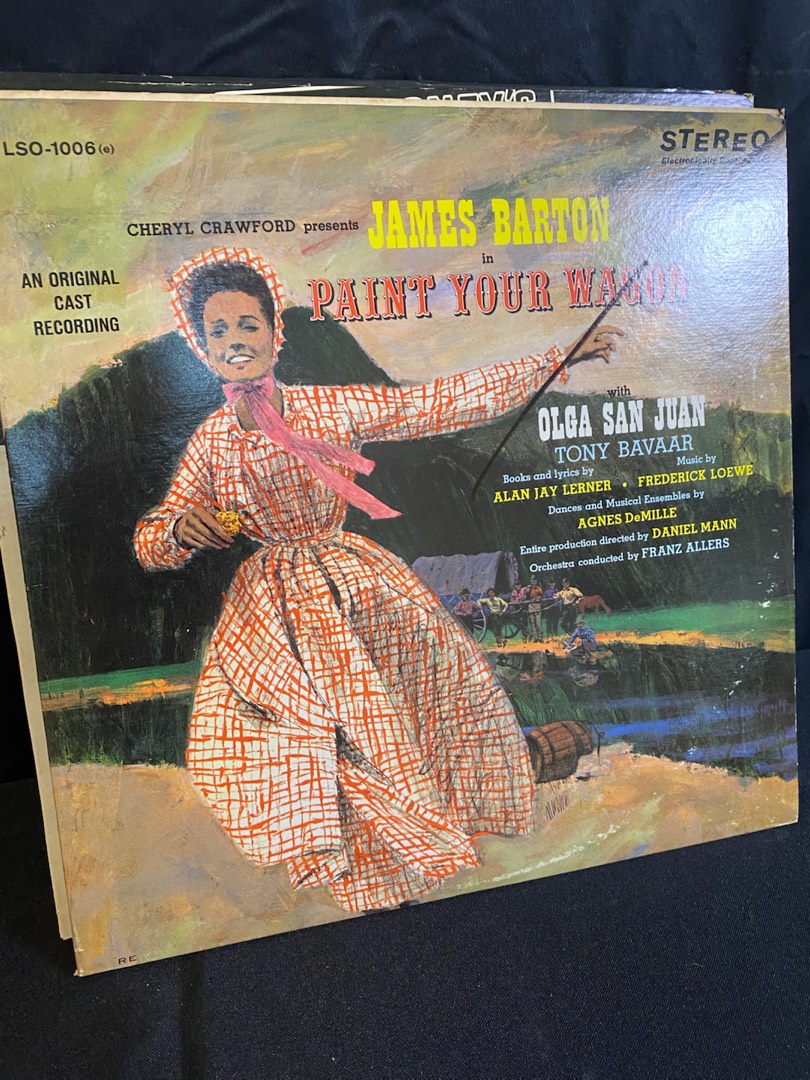 LSO-1006(e)
STEREO
Electronically
CHERYL CRAWFORD presents JAMES BARTON
in
PAINT YOUR WAGON
AN ORIGINAL
CAST
RECORDING
with
OLGA SAN JUAN
TONY BAVAAR
Books and lyrics by
Music by
ALAN JAY LERNER • FREDERICK LOEWE
Dances and Musical Ensembles by
AGNES DeMILLE
Entire production directed by DANIEL MANN
Orchestra conducted by FRANZ ALLERS
RE